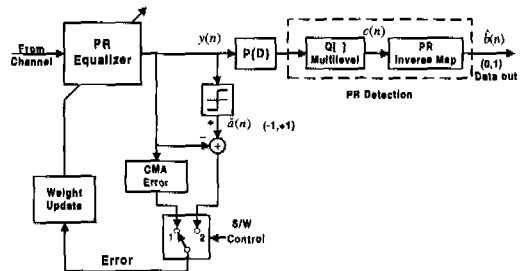 From
Channel
PR
Equalizer
y(n)
P{D}
Q[ ]
Multilevel
c(n)
PR
Inverse Map
b̂(n)
(0,1)
Data out
PR Detection
+
â(n) (-1,+1)
−
+
CMA
Error
Weight
Update
1 2
S/W
Control
Error